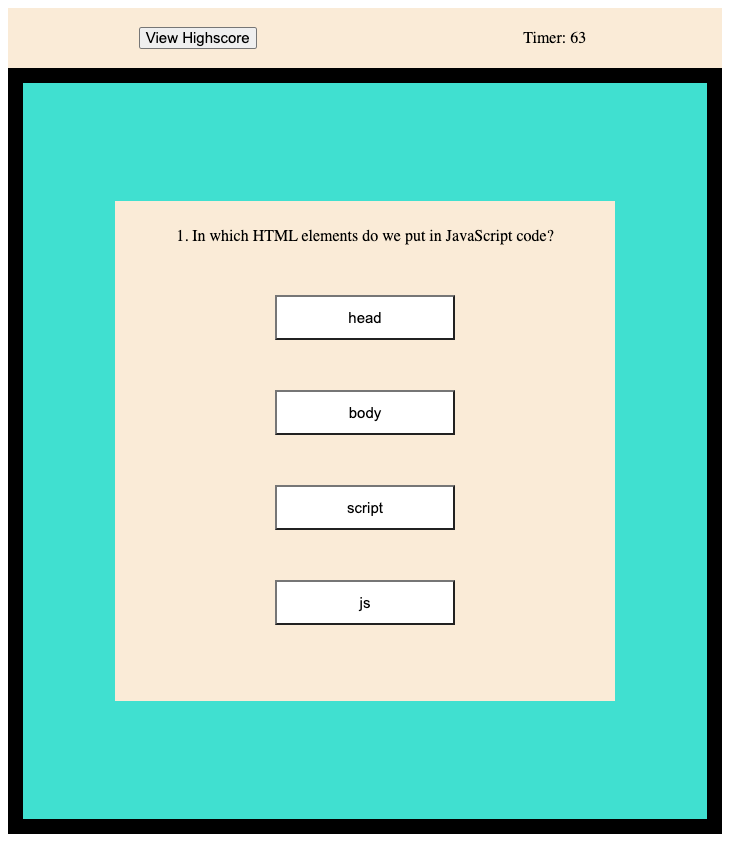 View Highscore
Timer: 63
1. In which HTML elements do we put in JavaScript code?
head
body
script
js